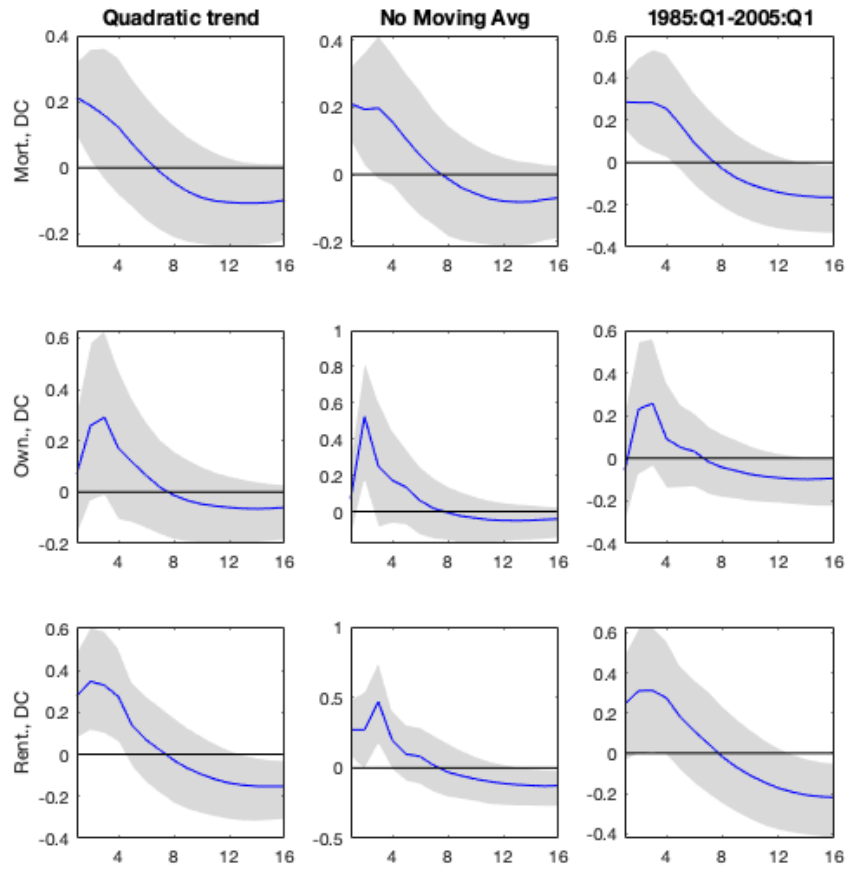 Quadratic trend No Moving Avg 1985:Q1-2005:Q1
Mort., DC
0.4 0.2 0 -0.2
4 8 12 16
0.4 0.2 0 -0.2
4 8 12 16
0.6 0.4 0.2 0 -0.2 -0.4
4 8 12 16
Own., DC
0.6 0.4 0.2 0 -0.2
4 8 12 16
1 0.8 0.6 0.4 0.2 0
4 8 12 16
0.6 0.4 0.2 0 -0.2 -0.4
4 8 12 16
Rent., DC
0.6 0.4 0.2 0 -0.2 -0.4
4 8 12 16
1 0.5 0 -0.5
4 8 12 16
0.6 0.4 0.2 0 -0.2 -0.4
4 8 12 16